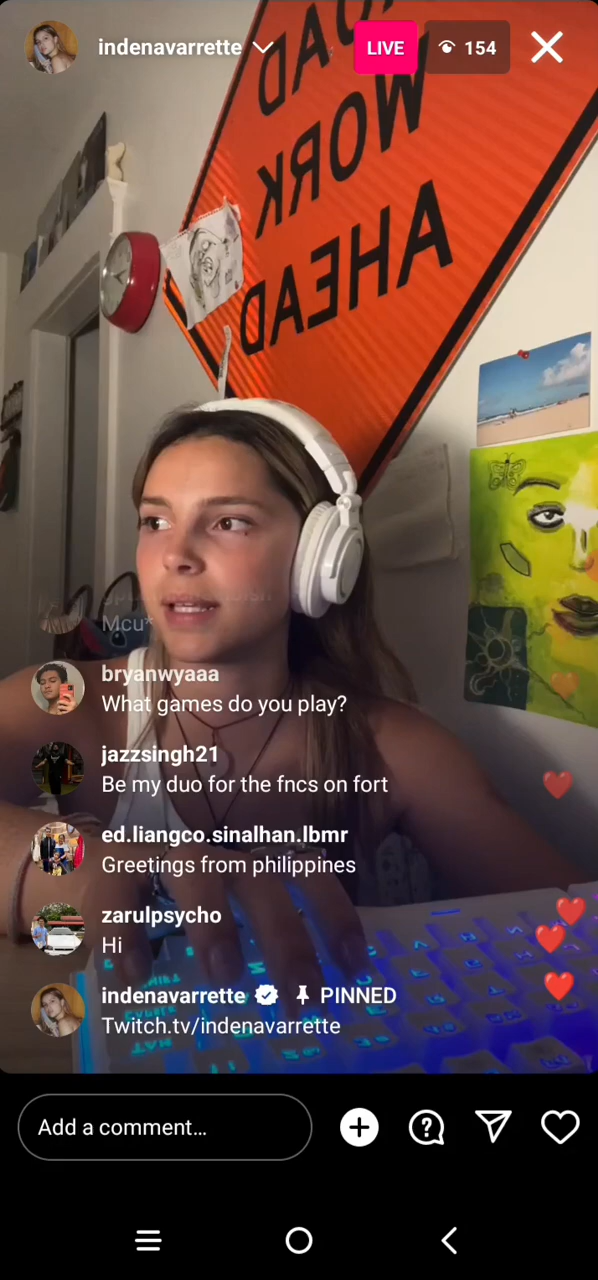 indenavarrette
LIVE
154
ROAD
WORK
AHEAD
Mcu*
bryanwyaaa
What games do you play?
jazzsingh21
Be my duo for the fncs on fort
ed.liangco.sinalhan.lbmr
Greetings from philippines
zarulpsycho
Hi
indenavarrette PINNED
Twitch.tv/indenavarrette
Add a comment...